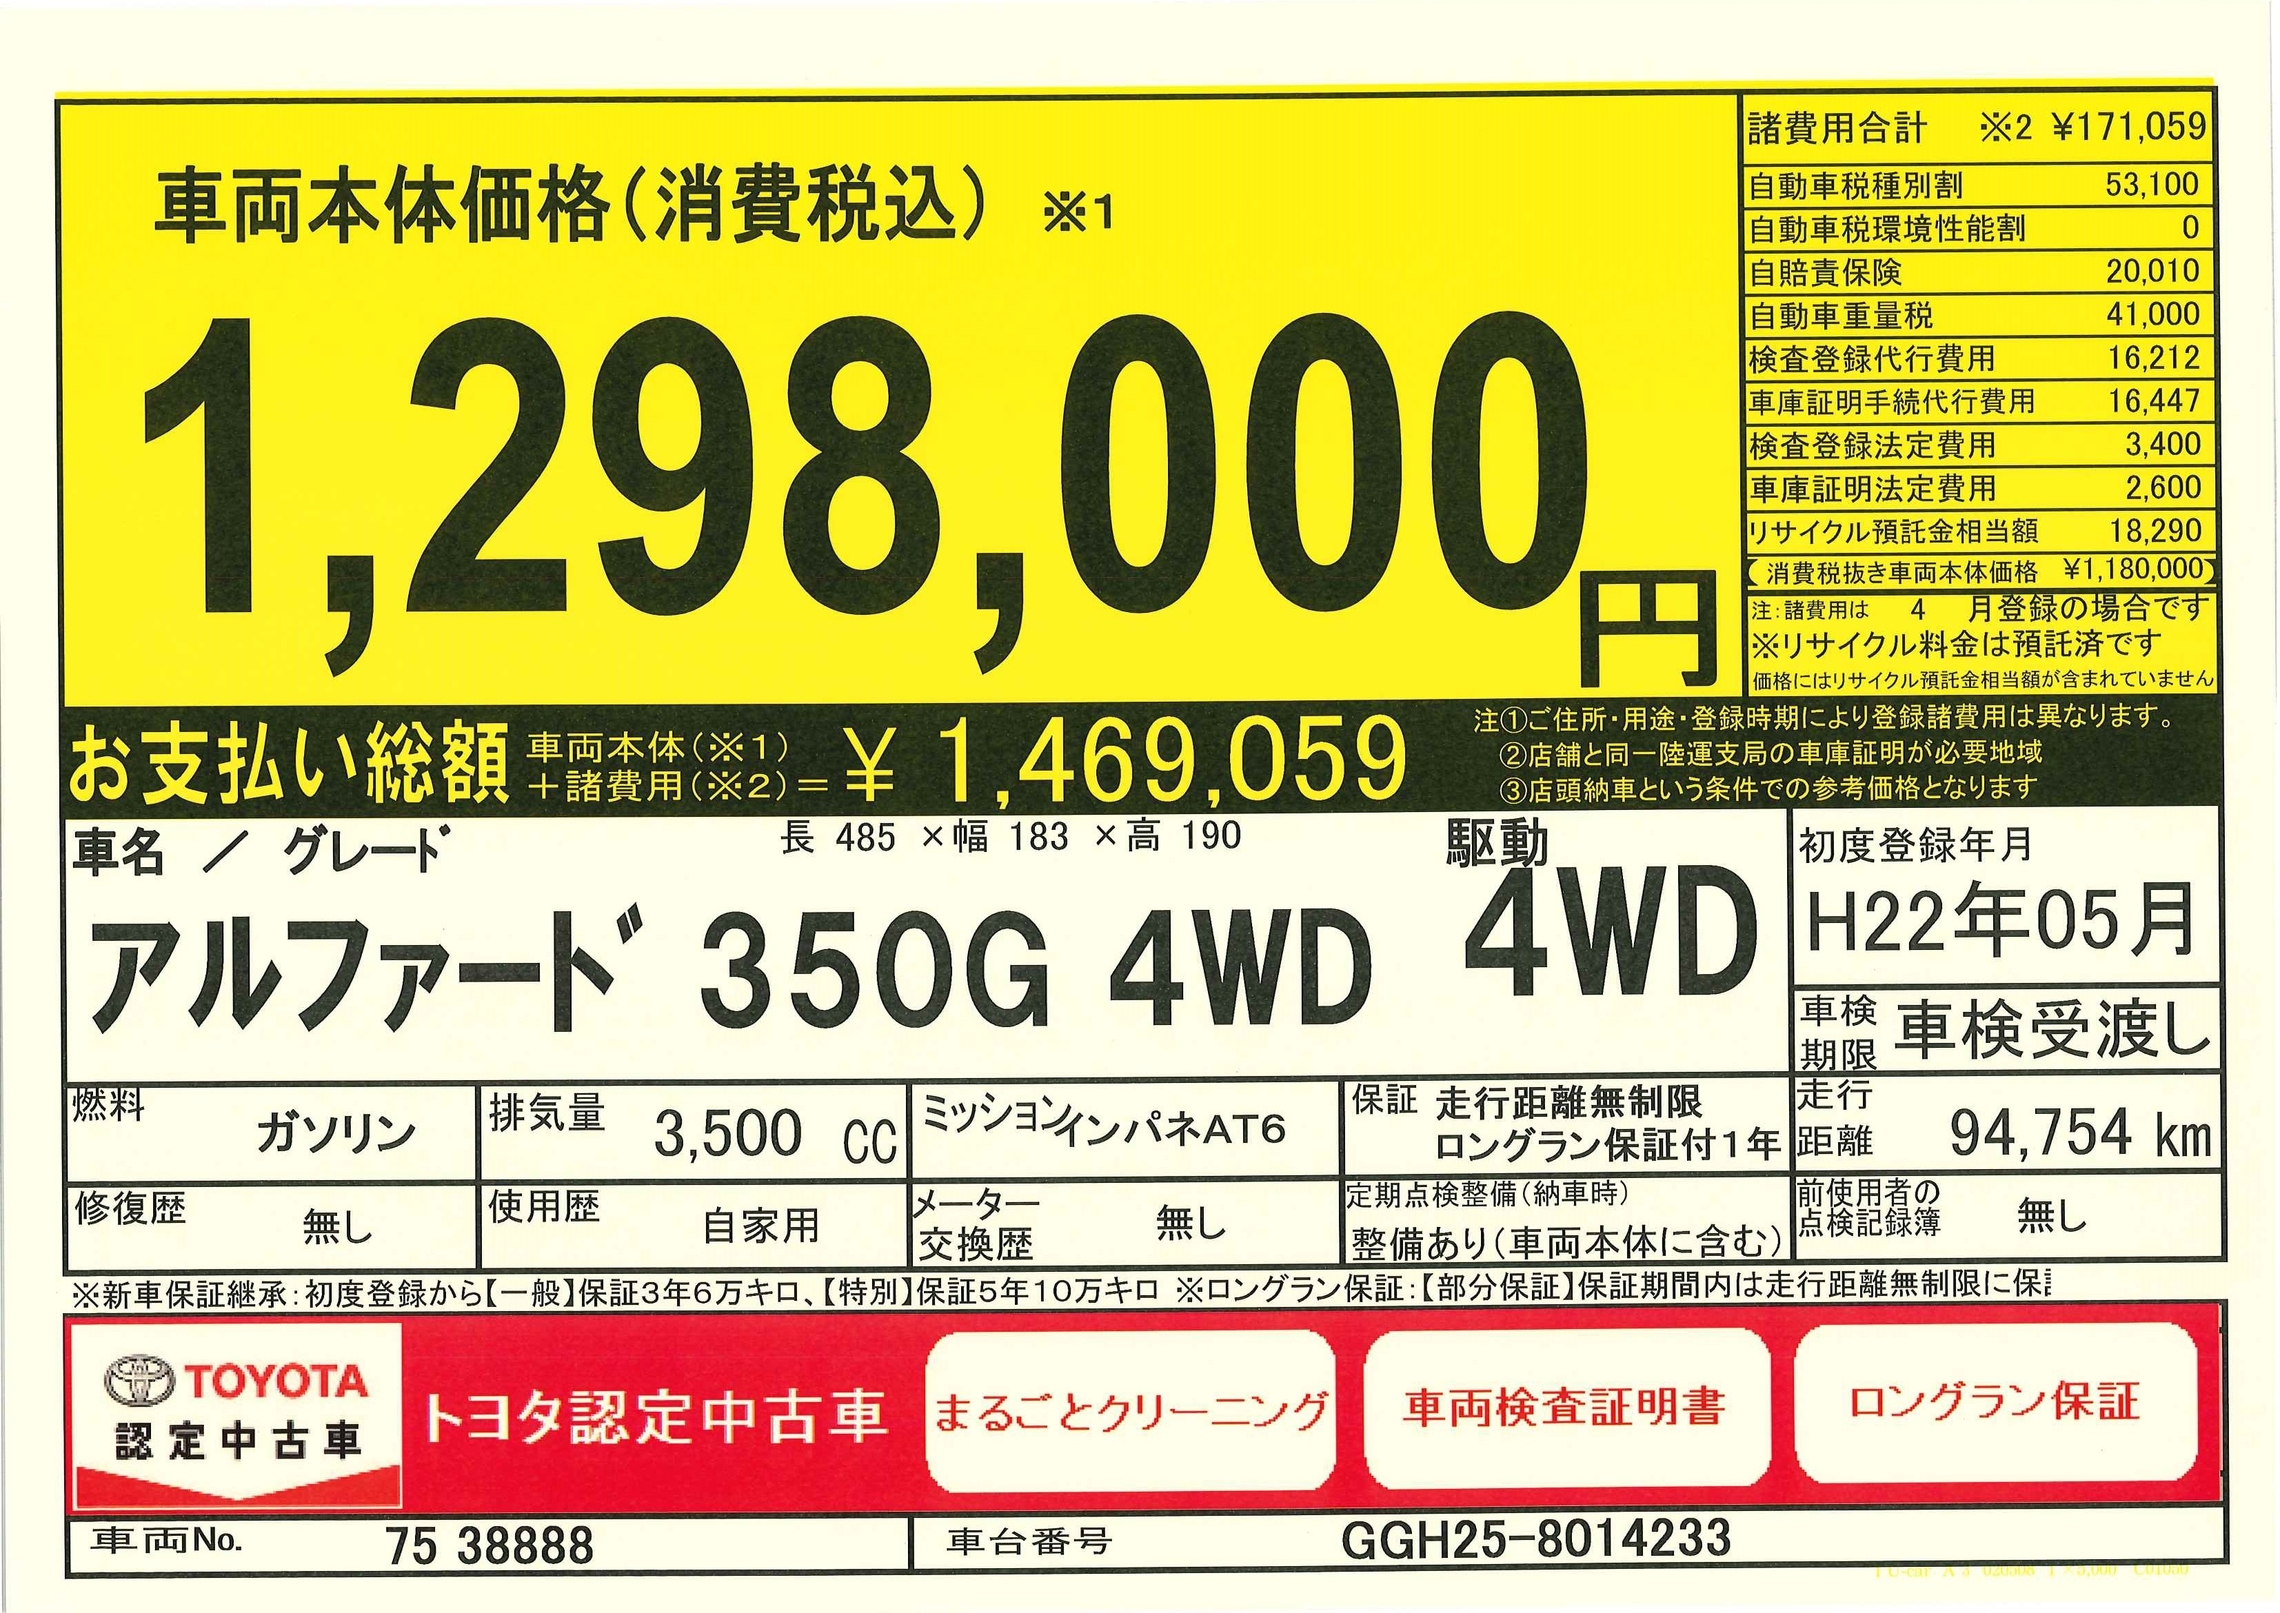 車両本体価格(消費税込) ※1
1,298,000円
諸費用合計 ※2 ¥171,059
自動車税種別割 53,100
自動車税環境性能割 0
自賠責保険 20,010
自動車重量税 41,000
検査登録代行費用 16,212
車庫証明手続代行費用 16,447
検査登録法定費用 3,400
車庫証明法定費用 2,600
リサイクル預託金相当額 18,290
(消費税抜き車両本体価格 ¥1,180,000)
注:諸費用は 4 月登録の場合です
※リサイクル料金は預託済です
価格にはリサイクル預託金相当額が含まれていません
お支払い総額 車両本体(※1)
+諸費用(※2)=¥ 1,469,059
注①ご住所・用途・登録時期により登録諸費用は異なります。
②店舗と同一陸運支局の車庫証明が必要地域
③店頭納車という条件での参考価格となります
車名 / グレード
長 485 ×幅 183 ×高 190
アルファード 350G 4WD
駆動
4WD
初度登録年月
H22年05月
車検
期限 車検受渡し
燃料 ガソリン
排気量 3,500 CC
ミッション インパネAT6
保証 走行距離無制限
ロングラン保証付1年
走行
距離 94,754 km
修復歴 無し
使用歴 自家用
メーター
交換歴 無し
定期点検整備(納車時)
整備あり(車両本体に含む)
前使用者の
点検記録簿 無し
※新車保証継承:初度登録から【一般】保証3年6万キロ、【特別】保証5年10万キロ ※ロングラン保証:【部分保証】保証期間内は走行距離無制限に保
TOYOTA
認定中古車
トヨタ認定中古車
まるごとクリーニング
車両検査証明書
ロングラン保証
車両No. 75 38888
車台番号 GGH25-8014233